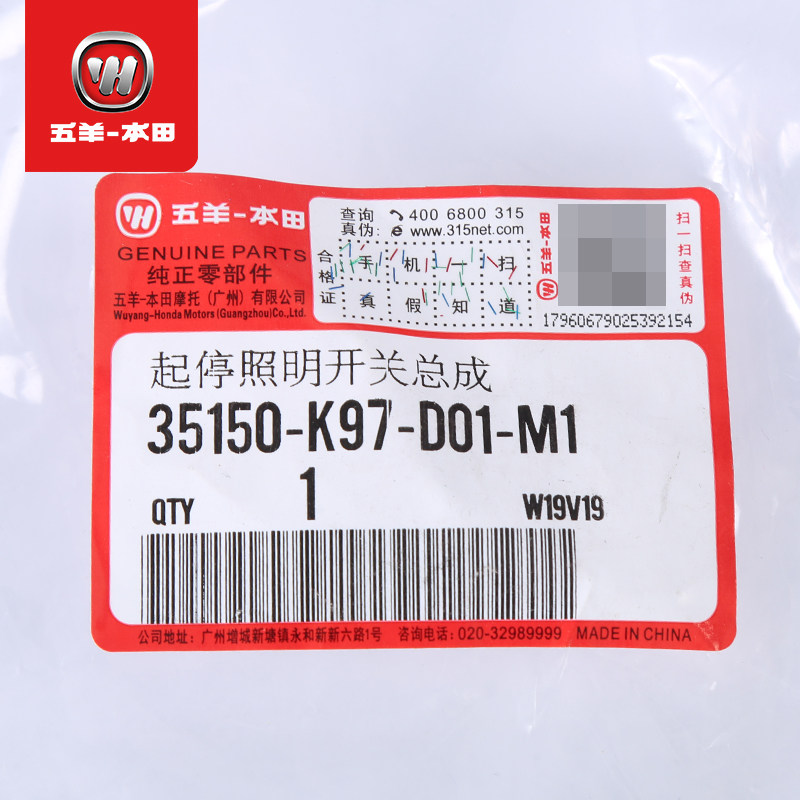 五羊-本田
五羊-本田
GENUINE PARTS
纯正零部件
五羊-本田摩托（广州）有限公司
Wuyang-Honda Motors (Guangzhou)Co.,Ltd.
查询真伪:
400 6800 315
www.315net.com
合格证
手机一扫
真假知道
五羊-本田
扫一扫查真伪
17960679025392154
起停照明开关总成
35150-K97-D01-M1
QTY 1 W19V19
公司地址：广州增城新塘镇永和新新六路1号 咨询电话：020-32989999 MADE IN CHINA